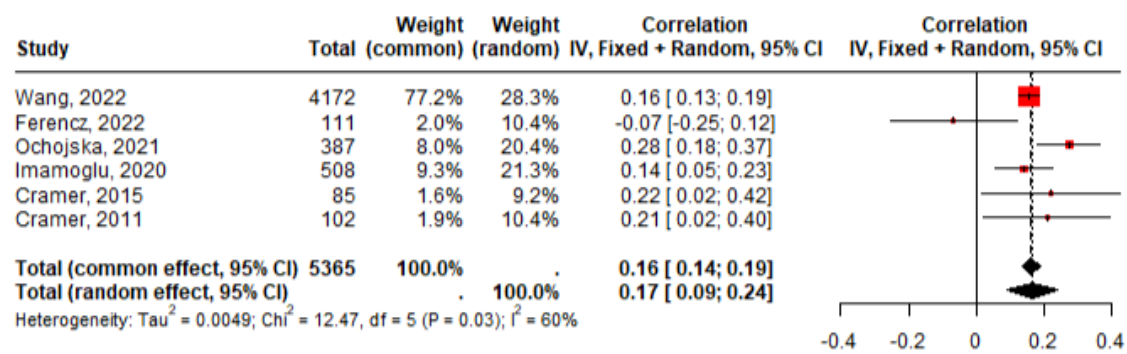 Weight Weight Correlation Correlation
Study Total (common) (random) IV, Fixed + Random, 95% CI IV, Fixed + Random, 95% CI
Wang, 2022 4172 77.2% 28.3% 0.16 [ 0.13; 0.19]
Ferencz, 2022 111 2.0% 10.4% -0.07 [-0.25; 0.12]
Ochojska, 2021 387 8.0% 20.4% 0.28 [ 0.18; 0.37]
Imamoglu, 2020 508 9.3% 21.3% 0.14 [ 0.05; 0.23]
Cramer, 2015 85 1.6% 9.2% 0.22 [ 0.02; 0.42]
Cramer, 2011 102 1.9% 10.4% 0.21 [ 0.02; 0.40]
Total (common effect, 95% CI) 5365 100.0% . 0.16 [ 0.14; 0.19]
Total (random effect, 95% CI) . 100.0% 0.17 [ 0.09; 0.24]
Heterogeneity: Tau² = 0.0049; Chi² = 12.47, df = 5 (P = 0.03); I² = 60%
-0.4 -0.2 0 0.2 0.4